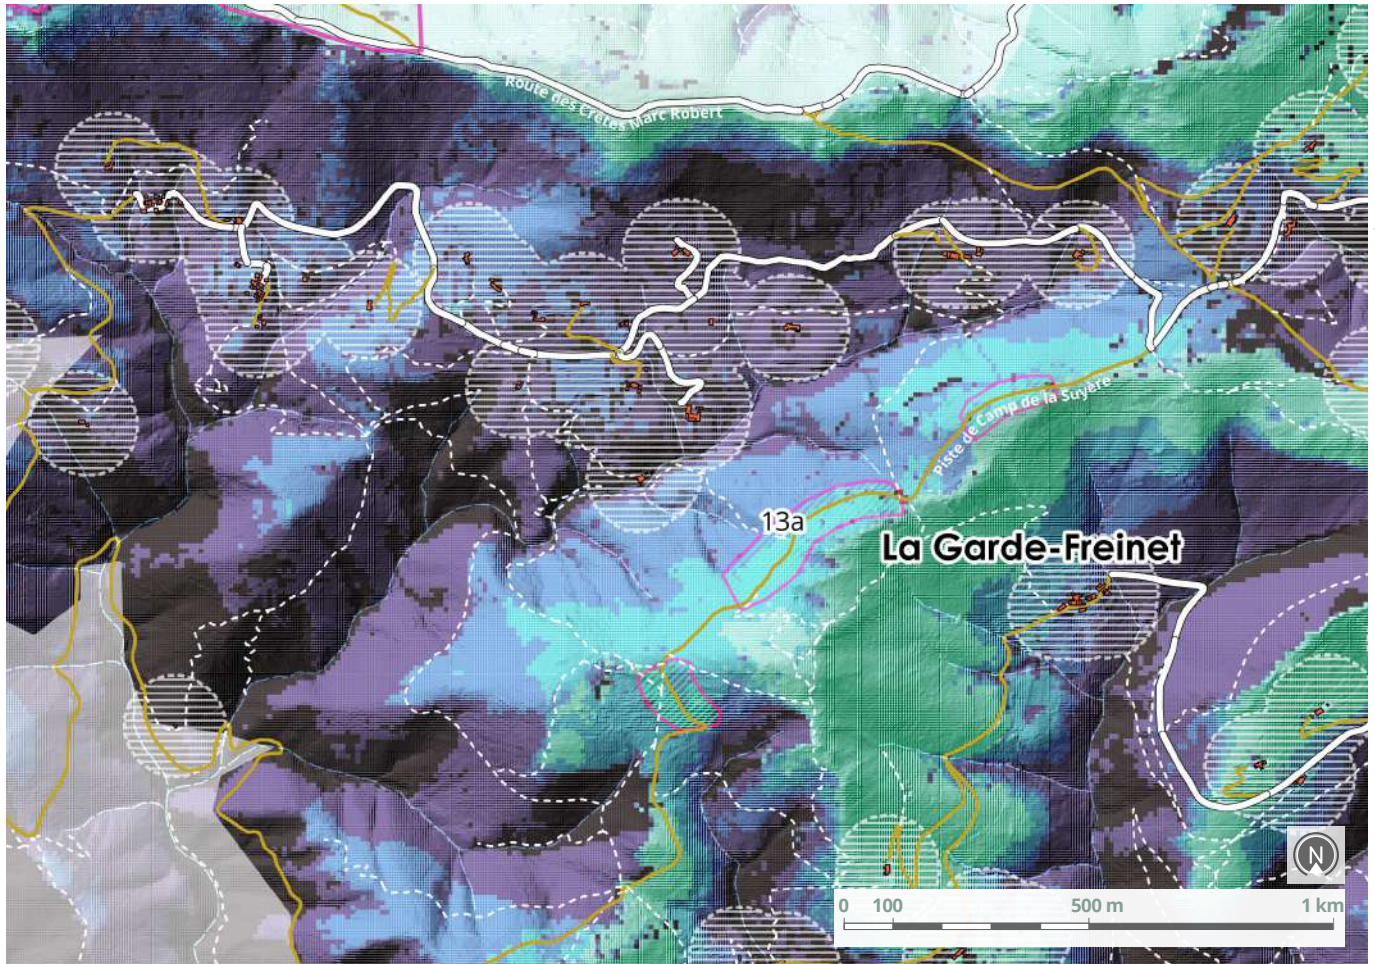 Route des Crêtes Marc Robert
Piste de Camp de la Suyère
13a
La Garde-Freinet
N
0 100 500 m 1 km